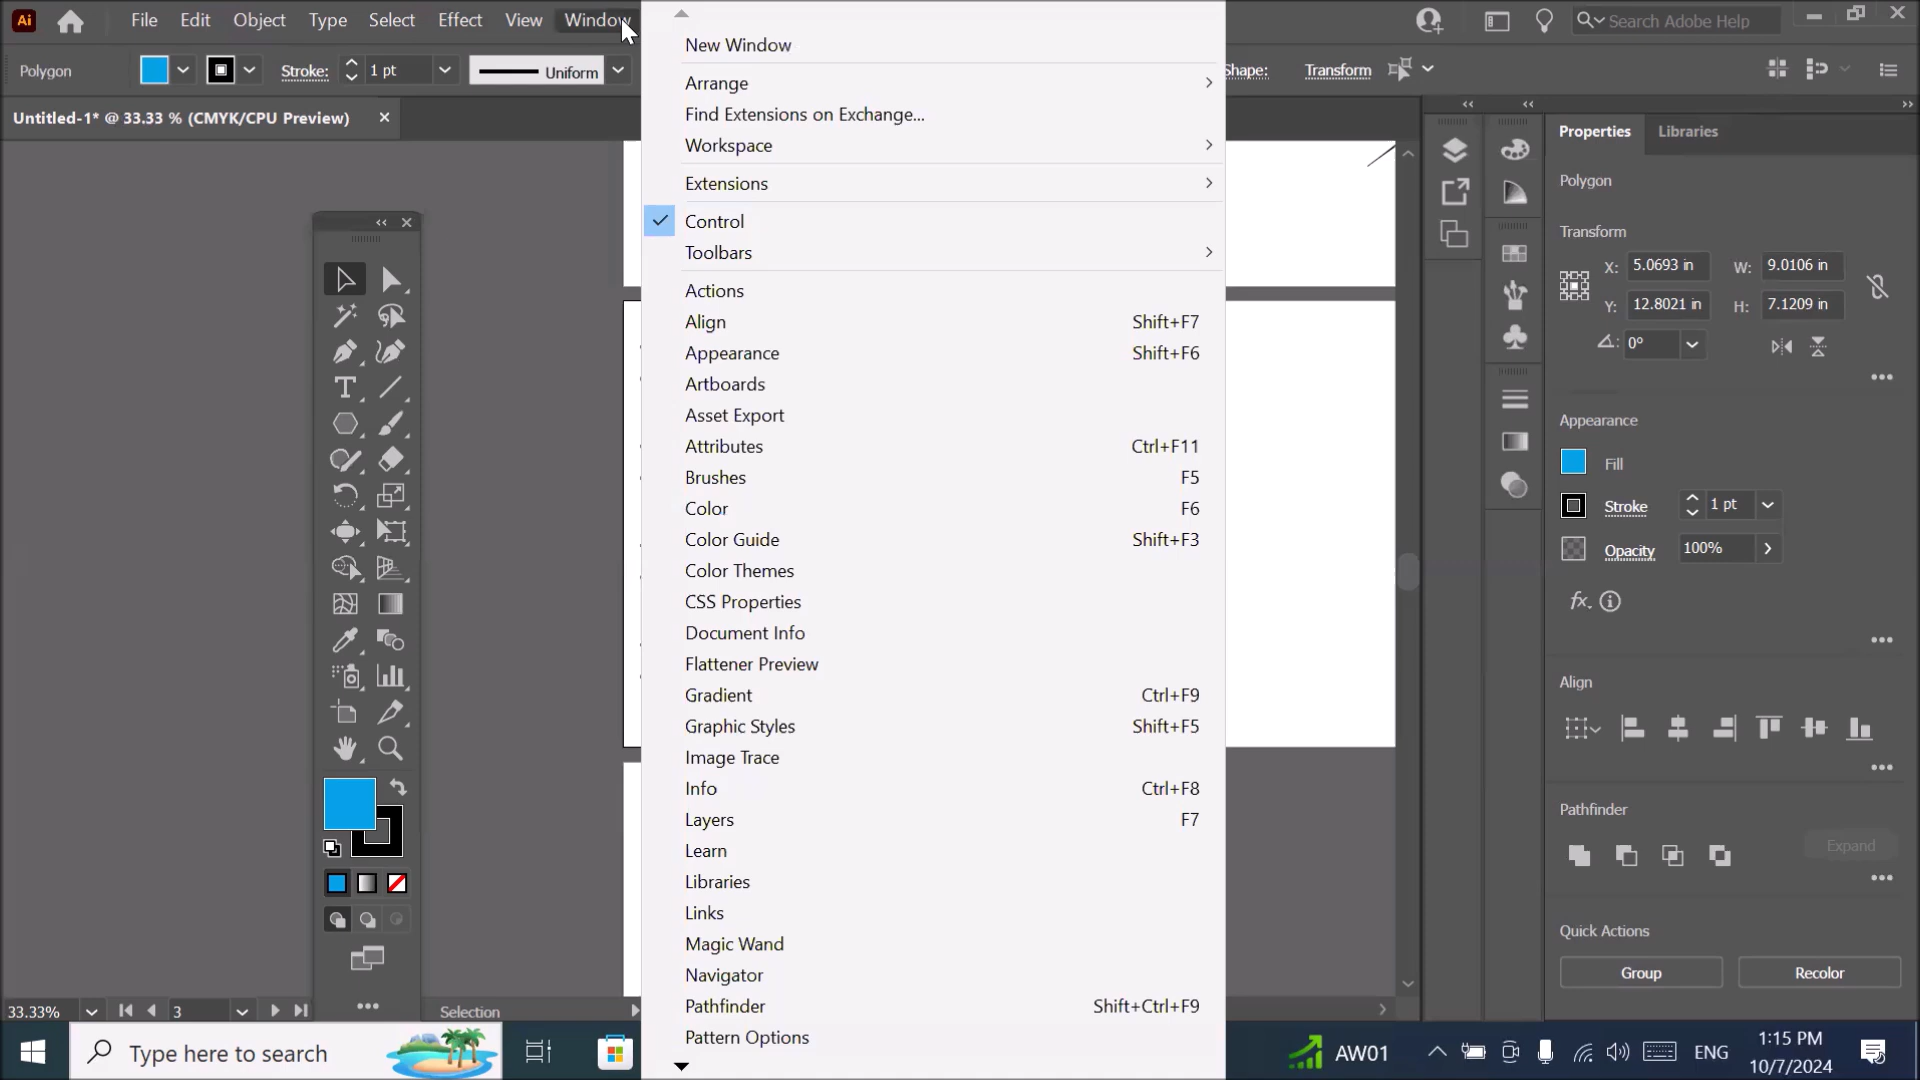 Ai File Edit Object Type Select Effect View Window
Search Adobe Help
Polygon
Stroke: 1 pt
Uniform
Shape:
Transform
Untitled-1* @ 33.33 % (CMYK/CPU Preview)
New Window
Arrange
Find Extensions on Exchange...
Workspace
Extensions
Control
Toolbars
Actions
Align Shift+F7
Appearance Shift+F6
Artboards
Asset Export
Attributes Ctrl+F11
Brushes F5
Color F6
Color Guide Shift+F3
Color Themes
CSS Properties
Document Info
Flattener Preview
Gradient Ctrl+F9
Graphic Styles Shift+F5
Image Trace
Info Ctrl+F8
Layers F7
Learn
Libraries
Links
Magic Wand
Navigator
Pathfinder Shift+Ctrl+F9
Pattern Options
Properties Libraries
Polygon
Transform
X: 5.0693 in W: 9.0106 in
Y: 12.8021 in H: 7.1209 in
0°
Appearance
Fill
Stroke 1 pt
Opacity 100%
fx.
Align
Pathfinder
Expand
Quick Actions
Group Recolor
33.33% 3 Selection
Type here to search
AW01
ENG
1:15 PM
10/7/2024